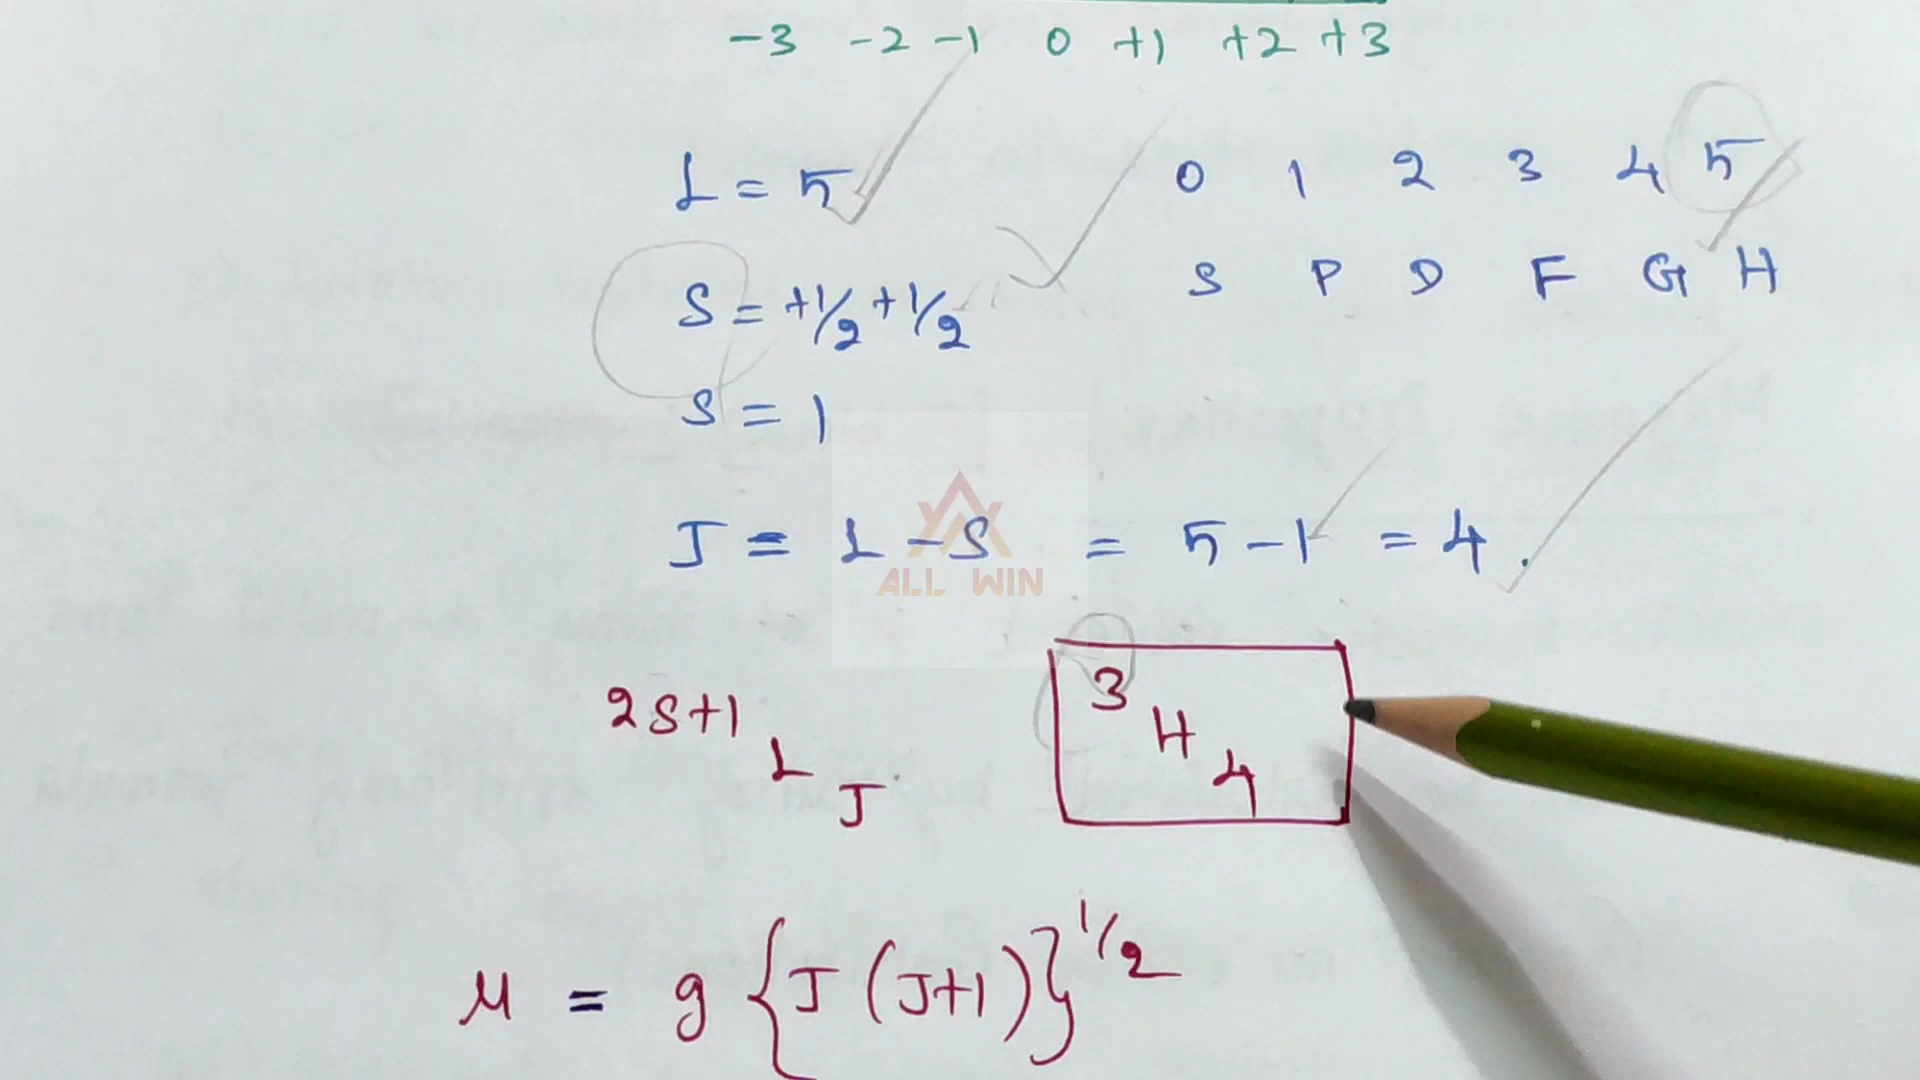 -3 -2 -1 0 +1 +2 +3
L = 5 0 1 2 3 4 5
S P D F G H
S = +1/2 +1/2
S = 1
J = L - S = 5 - 1 = 4.
ALL WIN
2S+1 L J 3 H 4
μ = g {J (J+1)}^1/2